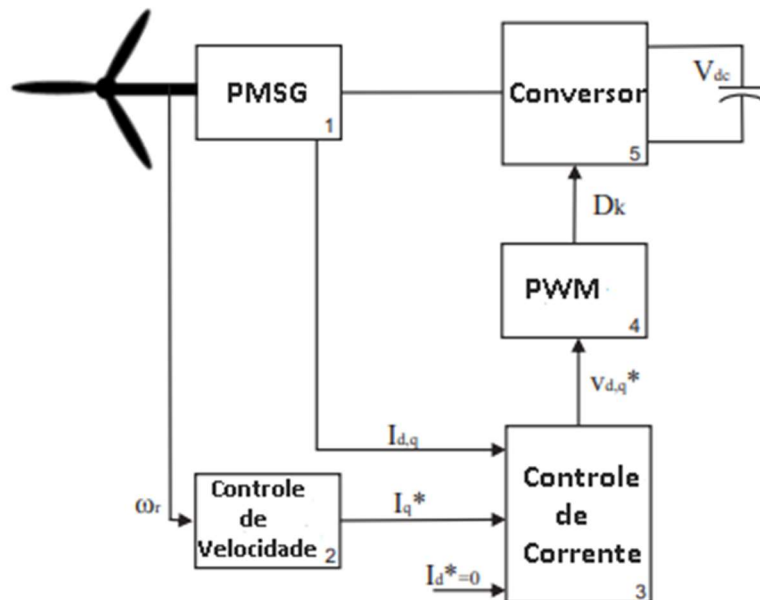 PMSG
1
Conversor
5
Vdc
Dk
PWM
4
vd,q*
Id,q
ωr
Controle
de
Velocidade
2
Iq*
Id*=0
Controle
de
Corrente
3